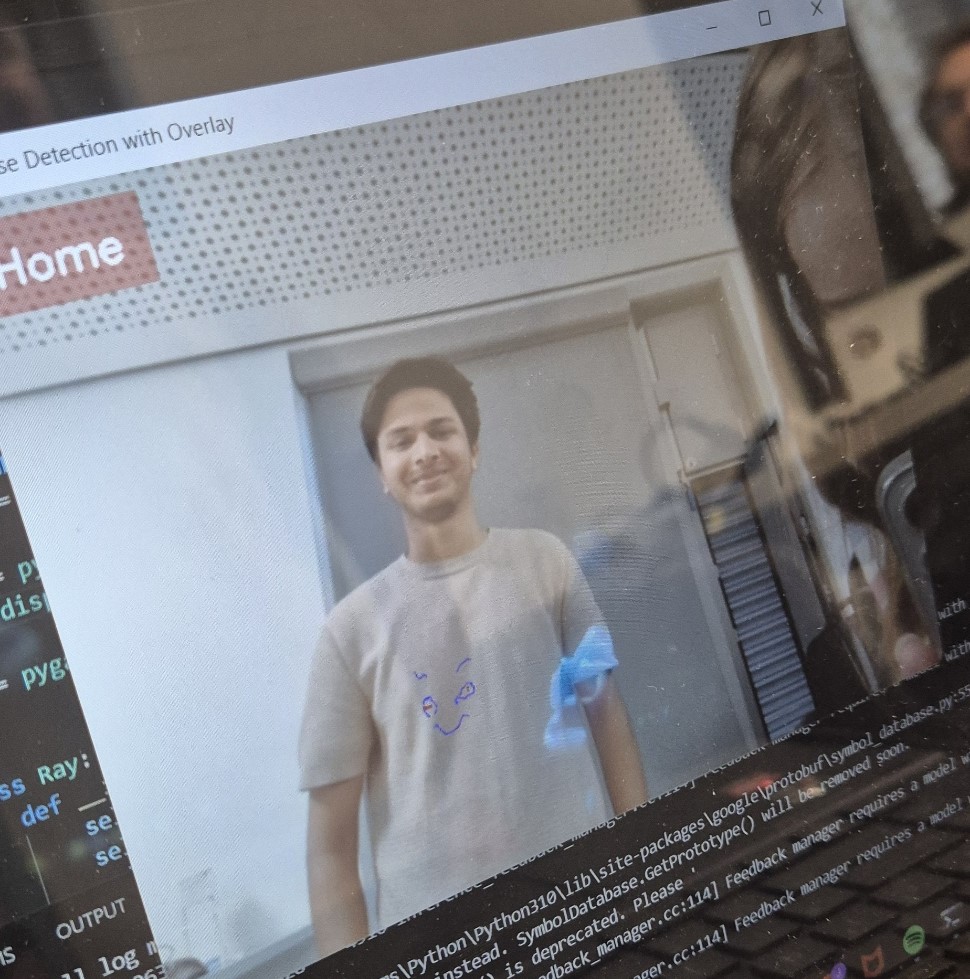 se Detection with Overlay
Home
= py
disp
= pyg
ss Ray:
def __
se
se
OUTPUT
with
with
s\Python\Python310\lib\site-packages\google\protobuf\symbol_database.py:55
instead. SymbolDatabase.GetPrototype() will be removed soon.
() is deprecated. Please
edback_manager.cc:114] Feedback manager requires a model w
ager.cc:114] Feedback manager requires a model
ll log m